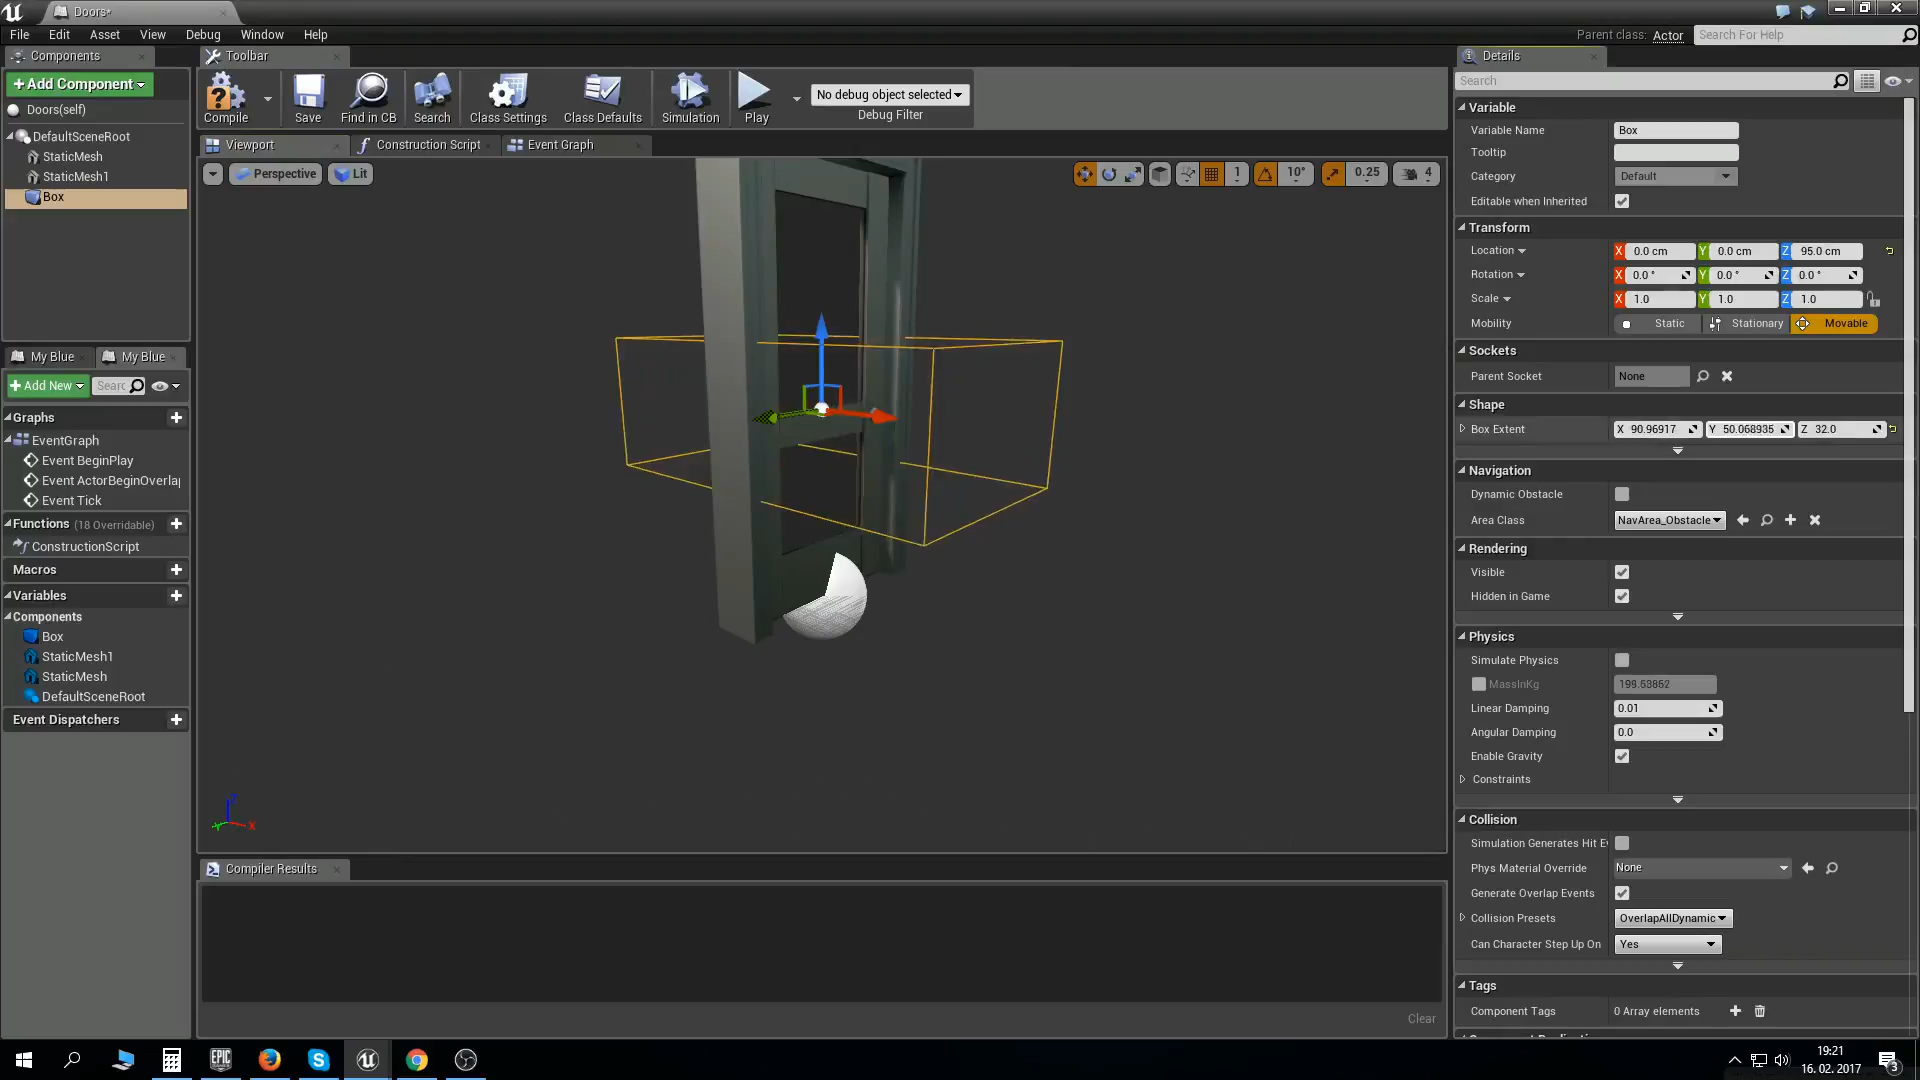 Doors*
File Edit Asset View Debug Window Help
Parent class: Actor Search For Help
Components
Toolbar
Details
+Add Component
Doors(self)
DefaultSceneRoot
StaticMesh
StaticMesh1
Box
Compile Save Find in CB Search Class Settings Class Defaults Simulation Play
No debug object selected
Debug Filter
Viewport Construction Script Event Graph
Perspective Lit
1 10° 0.25 4
My Blue My Blue
+Add New Searc
Graphs
EventGraph
Event BeginPlay
Event ActorBeginOverlap
Event Tick
Functions (18 Overridable)
ConstructionScript
Macros
Variables
Components
Box
StaticMesh1
StaticMesh
DefaultSceneRoot
Event Dispatchers
Z
X
Y
Compiler Results
Clear
Search
Variable
Variable Name Box
Tooltip
Category Default
Editable when Inherited
Transform
Location X 0.0 cm Y 0.0 cm Z 95.0 cm
Rotation X 0.0 ° Y 0.0 ° Z 0.0 °
Scale X 1.0 Y 1.0 Z 1.0
Mobility Static Stationary Movable
Sockets
Parent Socket None
Shape
Box Extent X 90.96917 Y 50.068935 Z 32.0
Navigation
Dynamic Obstacle
Area Class NavArea_Obstacle
Rendering
Visible
Hidden in Game
Physics
Simulate Physics
MassInKg 199.53862
Linear Damping 0.01
Angular Damping 0.0
Enable Gravity
Constraints
Collision
Simulation Generates Hit Ev
Phys Material Override None
Generate Overlap Events
Collision Presets OverlapAllDynamic
Can Character Step Up On Yes
Tags
Component Tags 0 Array elements
EPIC
19:21
16. 02. 2017
3